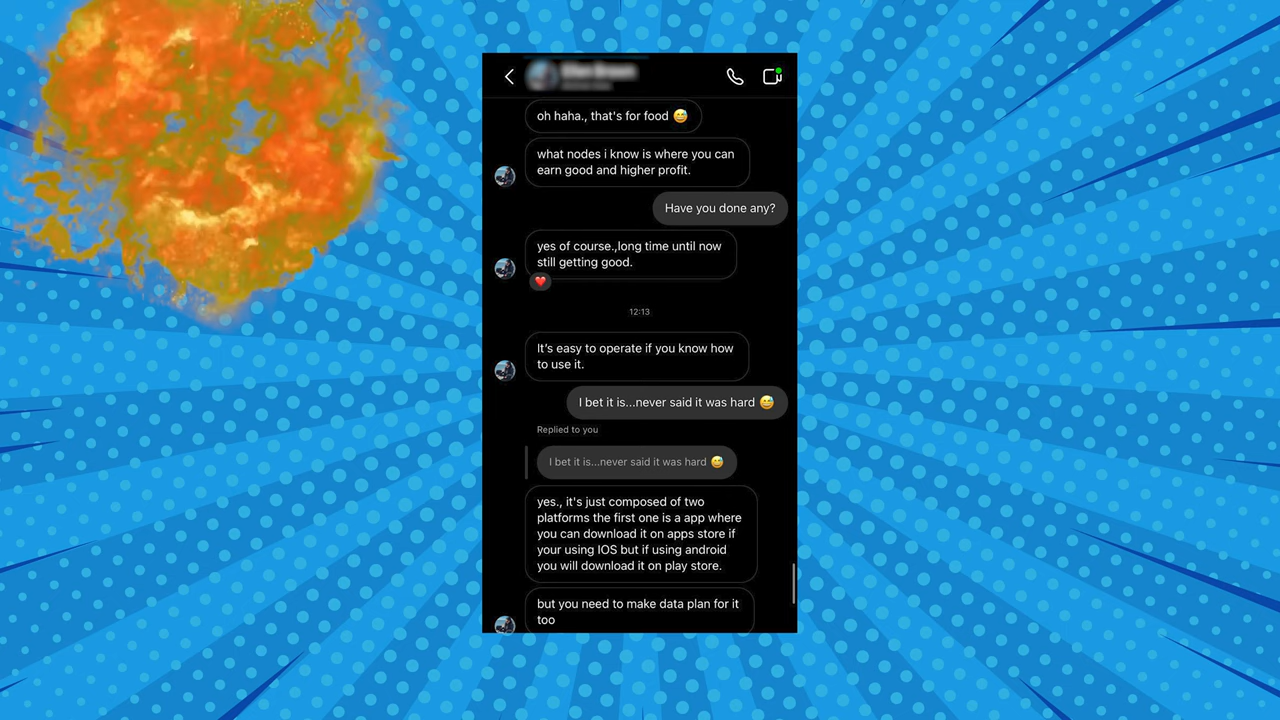 oh haha., that's for food 😅
what nodes i know is where you can
earn good and higher profit.
Have you done any?
yes of course.,long time until now
still getting good.
12:13
It's easy to operate if you know how
to use it.
I bet it is...never said it was hard 😅
Replied to you
I bet it is...never said it was hard 😅
yes., it's just composed of two
platforms the first one is a app where
you can download it on apps store if
your using IOS but if using android
you will download it on play store.
but you need to make data plan for it
too